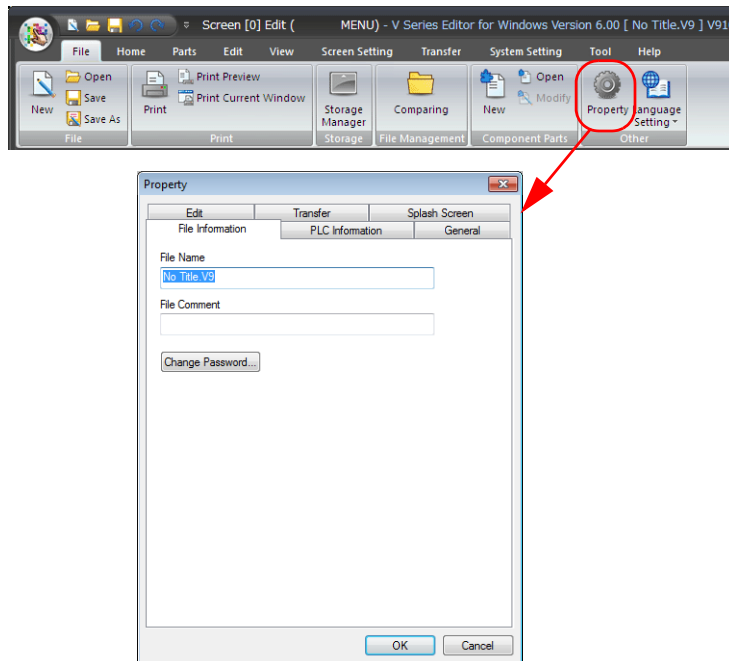 Screen [0] Edit ( MENU) - V Series Editor for Windows Version 6.00 [ No Title.V9 ] V91
File Home Parts Edit View Screen Setting Transfer System Setting Tool Help
New Open Save Save As
Print Print Preview Print Current Window
Storage Manager
Comparing
New Open Modify
Property Language Setting
File Print Storage File Management Component Parts Other
Property
Edit Transfer Splash Screen
File Information PLC Information General
File Name
No Title.V9
File Comment
Change Password...
OK Cancel